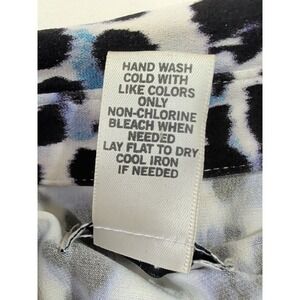 HAND WASH
COLD WITH
LIKE COLORS
ONLY
NON-CHLORINE
BLEACH WHEN
NEEDED
LAY FLAT TO DRY
COOL IRON
IF NEEDED